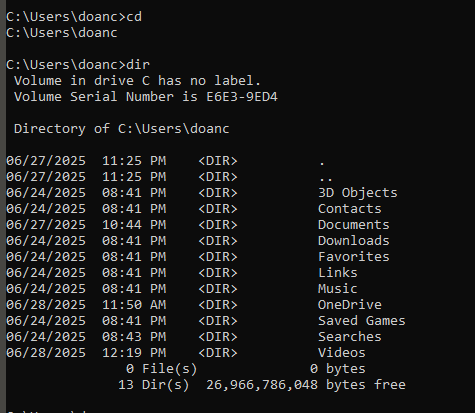 C:\Users\doanc>cd
C:\Users\doanc
C:\Users\doanc>dir
Volume in drive C has no label.
Volume Serial Number is E6E3-9ED4
Directory of C:\Users\doanc
06/27/2025 11:25 PM <DIR> .
06/27/2025 11:25 PM <DIR> ..
06/24/2025 08:41 PM <DIR> 3D Objects
06/24/2025 08:41 PM <DIR> Contacts
06/27/2025 10:44 PM <DIR> Documents
06/24/2025 08:41 PM <DIR> Downloads
06/24/2025 08:41 PM <DIR> Favorites
06/24/2025 08:41 PM <DIR> Links
06/24/2025 08:41 PM <DIR> Music
06/28/2025 11:50 AM <DIR> OneDrive
06/24/2025 08:41 PM <DIR> Saved Games
06/24/2025 08:43 PM <DIR> Searches
06/28/2025 12:19 PM <DIR> Videos
0 File(s) 0 bytes
13 Dir(s) 26,966,786,048 bytes free